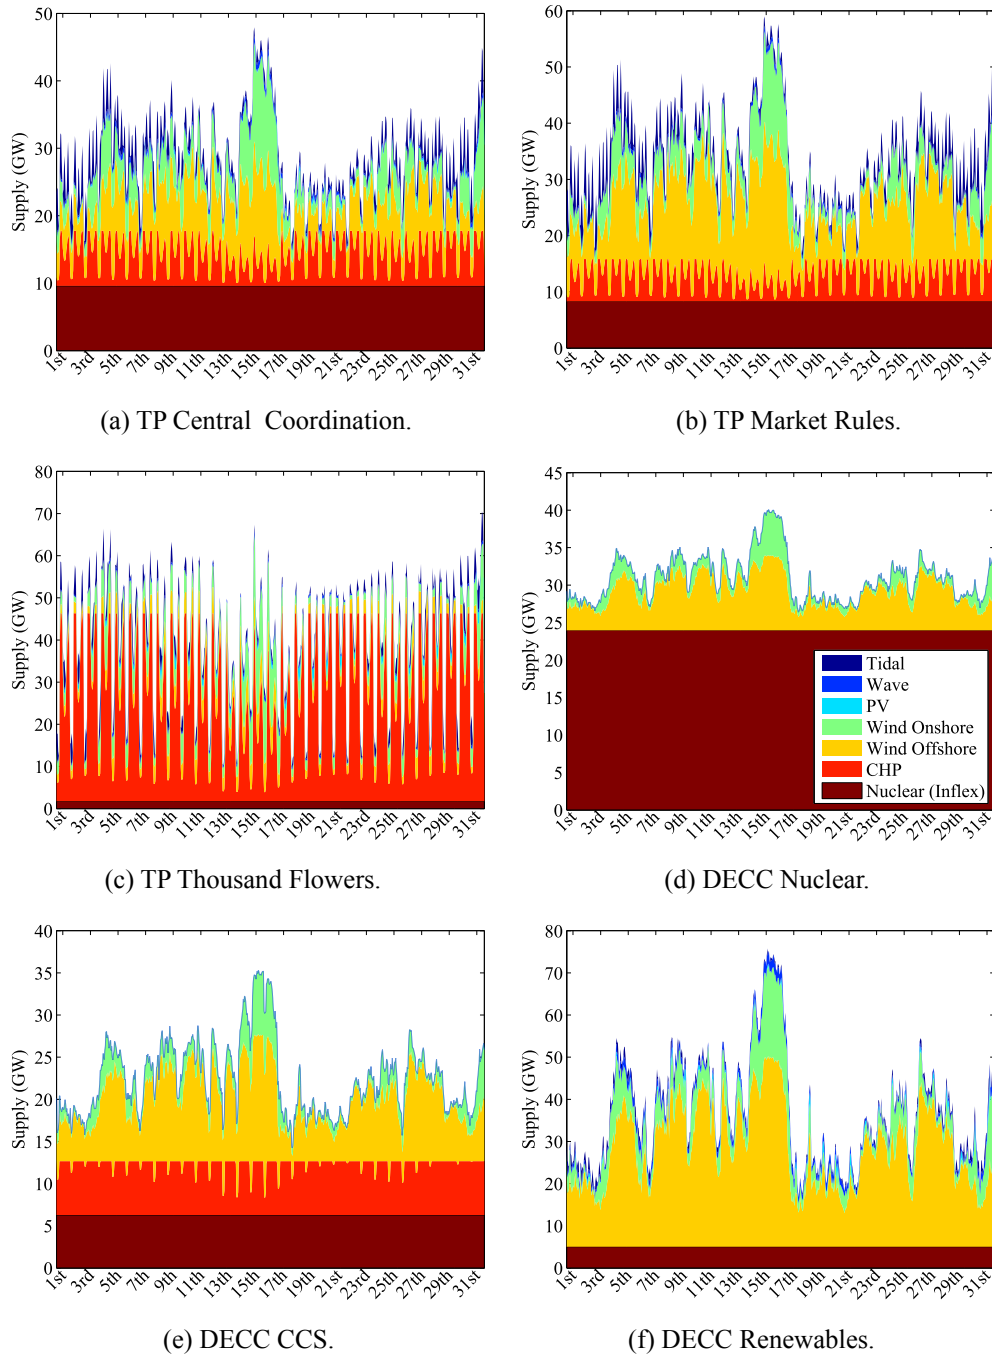 50
40
30
20
10
0
Supply (GW)
1st 3rd 5th 7th 9th 11th 13th 15th 17th 19th 21st 23rd 25th 27th 29th 31st
(a) TP Central Coordination.
60
50
40
30
20
10
0
Supply (GW)
1st 3rd 5th 7th 9th 11th 13th 15th 17th 19th 21st 23rd 25th 27th 29th 31st
(b) TP Market Rules.
80
70
60
50
40
30
20
10
0
Supply (GW)
1st 3rd 5th 7th 9th 11th 13th 15th 17th 19th 21st 23rd 25th 27th 29th 31st
(c) TP Thousand Flowers.
45
40
35
30
25
20
15
10
5
0
Supply (GW)
Tidal
Wave
PV
Wind Onshore
Wind Offshore
CHP
Nuclear (Inflex)
1st 3rd 5th 7th 9th 11th 13th 15th 17th 19th 21st 23rd 25th 27th 29th 31st
(d) DECC Nuclear.
40
35
30
25
20
15
10
5
0
Supply (GW)
1st 3rd 5th 7th 9th 11th 13th 15th 17th 19th 21st 23rd 25th 27th 29th 31st
(e) DECC CCS.
80
70
60
50
40
30
20
10
0
Supply (GW)
1st 3rd 5th 7th 9th 11th 13th 15th 17th 19th 21st 23rd 25th 27th 29th 31st
(f) DECC Renewables.